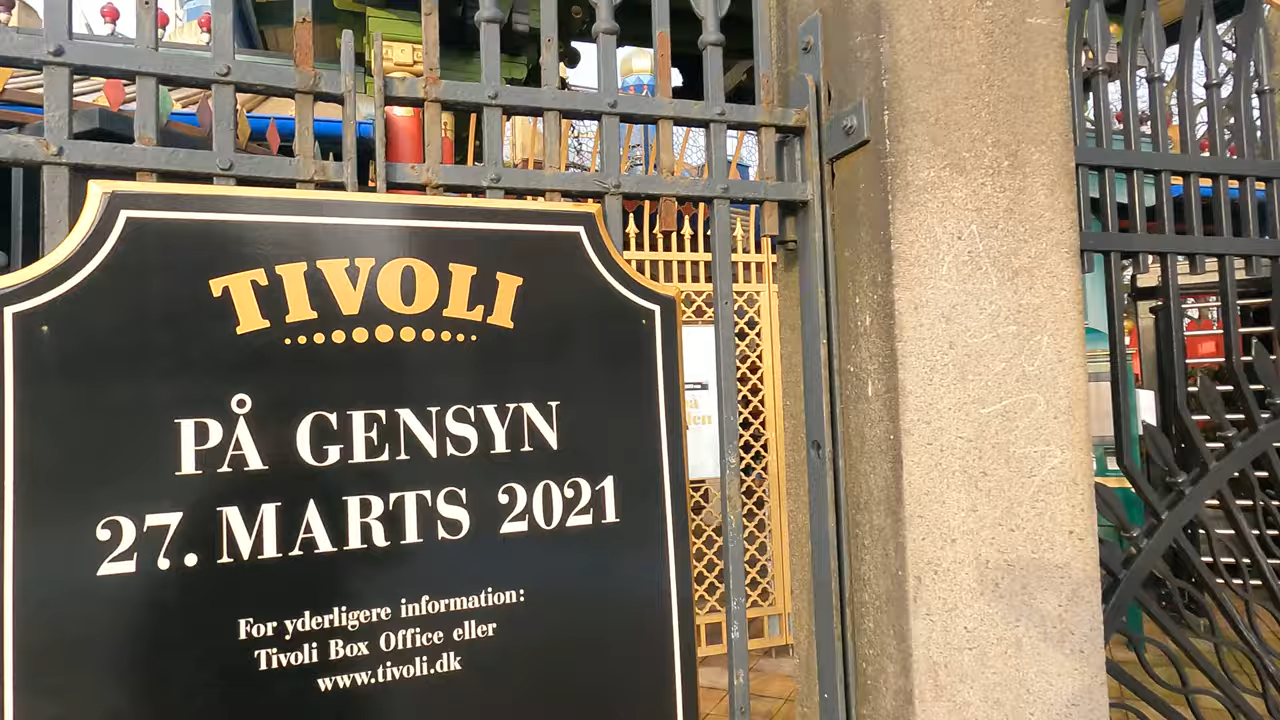 TIVOLI
PÅ GENSYN
27. MARTS 2021
For yderligere information:
Tivoli Box Office eller
www.tivoli.dk